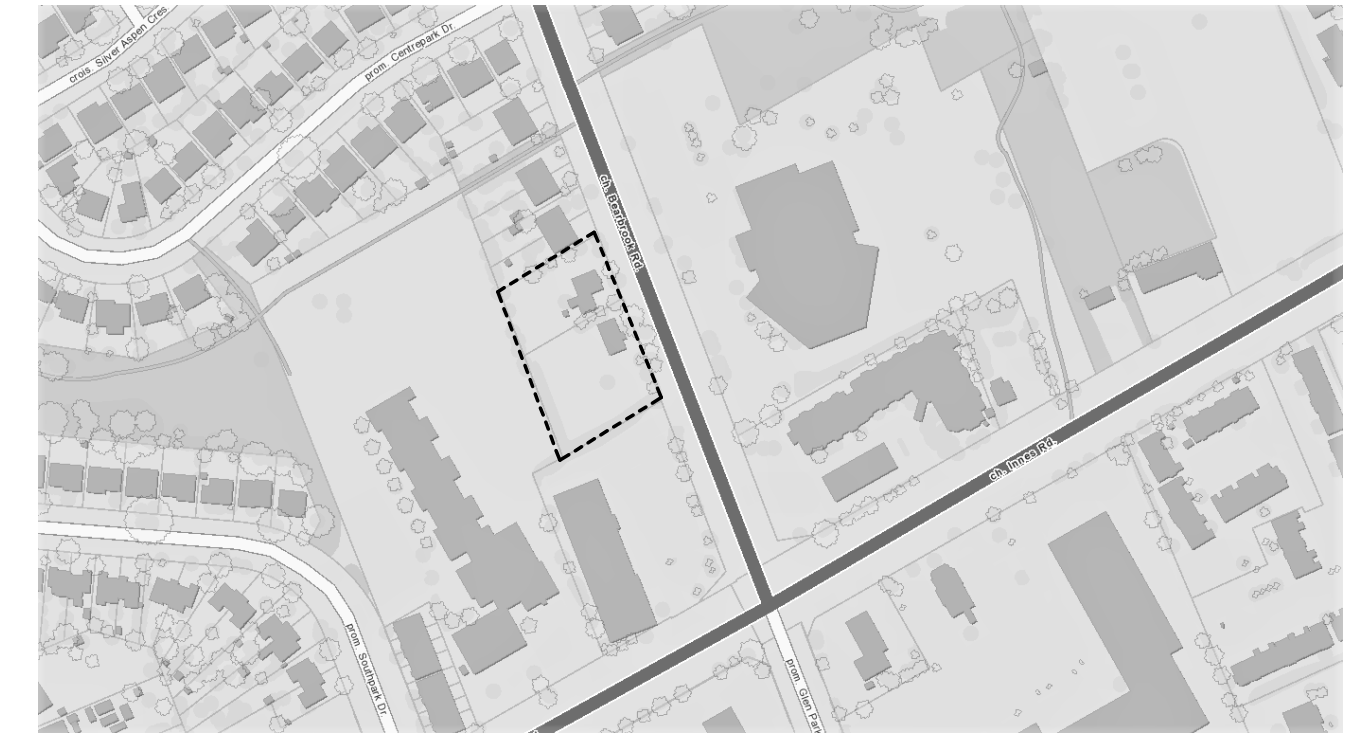 crois. Silver Aspen Cres.
prom. Centrepark Dr.
ch. Bearbrook Rd.
ch. Innes Rd.
prom. Southpark Dr.
prom. Glen Park